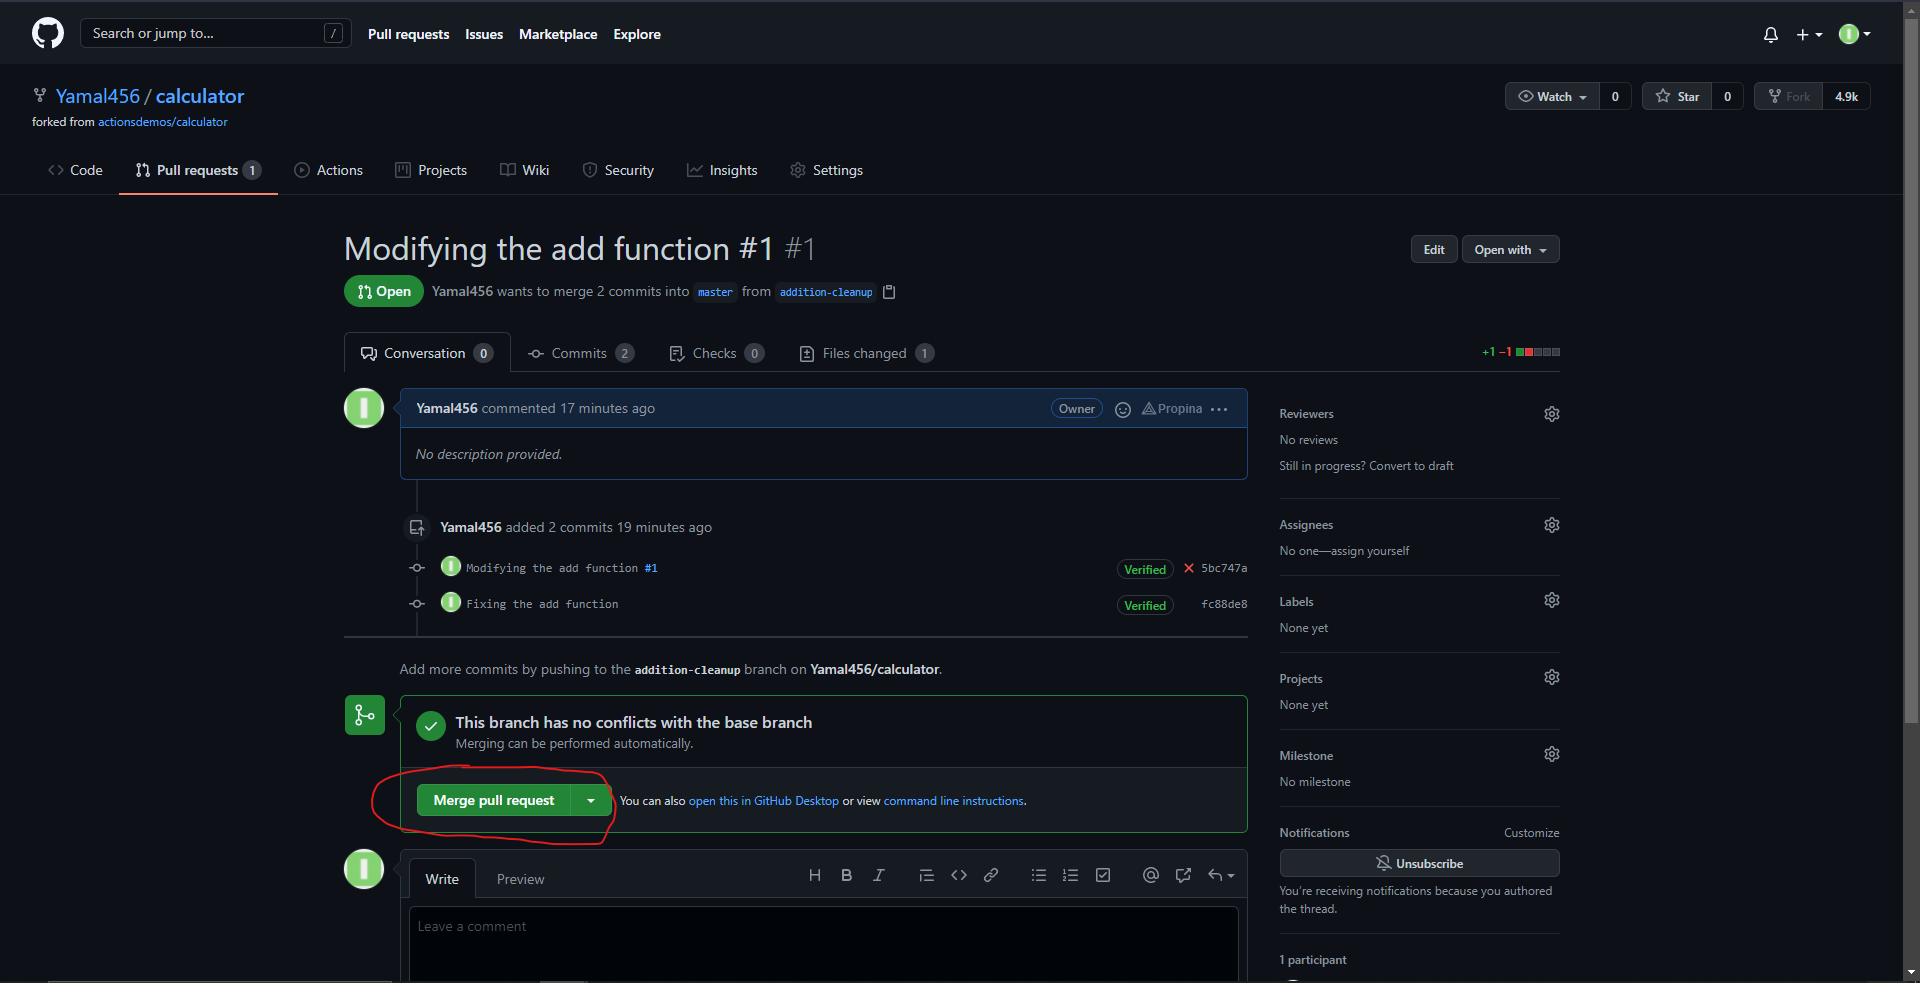 Search or jump to... /
Pull requests Issues Marketplace Explore
Yamal456 / calculator
forked from actionsdemos/calculator
Watch 0 Star 0 Fork 4.9k
Code Pull requests 1 Actions Projects Wiki Security Insights Settings
Modifying the add function #1 #1
Edit Open with
Open Yamal456 wants to merge 2 commits into master from addition-cleanup
Conversation 0 Commits 2 Checks 0 Files changed 1
+1 −1
Yamal456 commented 17 minutes ago
Owner Propina ...
No description provided.
Yamal456 added 2 commits 19 minutes ago
Modifying the add function #1 Verified 5bc747a
Fixing the add function Verified fc88de8
Add more commits by pushing to the addition-cleanup branch on Yamal456/calculator.
This branch has no conflicts with the base branch
Merging can be performed automatically.
Merge pull request
You can also open this in GitHub Desktop or view command line instructions.
Write Preview
H B I
Leave a comment
Reviewers
No reviews
Still in progress? Convert to draft
Assignees
No one—assign yourself
Labels
None yet
Projects
None yet
Milestone
No milestone
Notifications Customize
Unsubscribe
You're receiving notifications because you authored
the thread.
1 participant